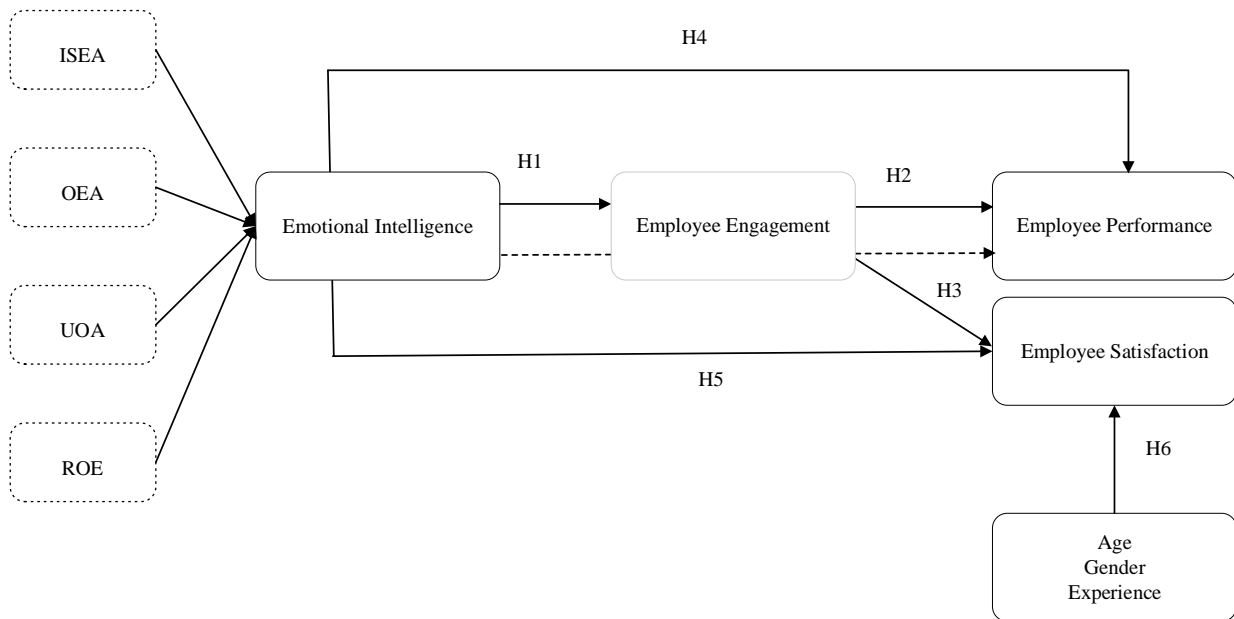 ISEA
OEA
UOA
ROE
Emotional Intelligence
H1
Employee Engagement
H4
H2
Employee Performance
H3
Employee Satisfaction
H5
H6
Age
Gender
Experience